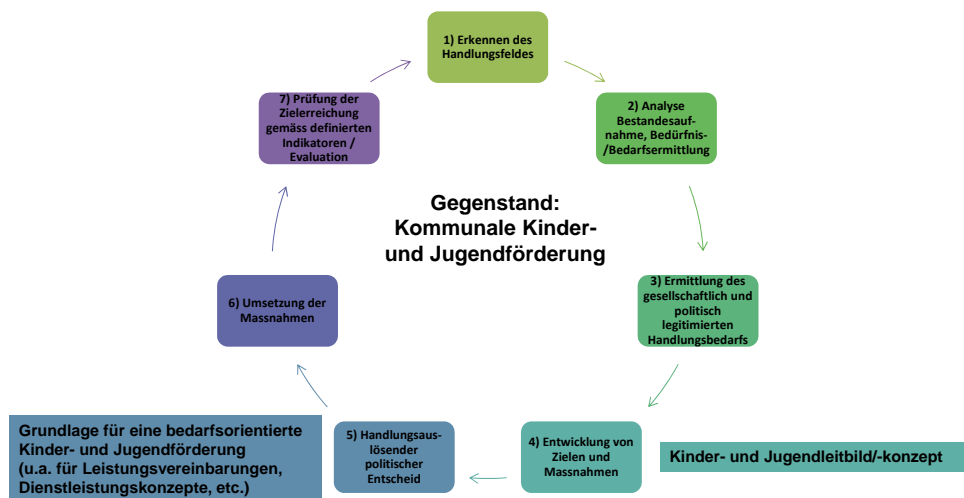 1) Erkennen des
Handlungsfeldes
2) Analyse
Bestandesauf-
nahme, Bedürfnis-
/Bedarfsermittlung
3) Ermittlung des
gesellschaftlich und
politisch
legitimierten
Handlungsbedarfs
4) Entwicklung von
Zielen und
Massnahmen
Kinder- und Jugendleitbild/-konzept
5) Handlungsaus-
lösender
politischer
Entscheid
Grundlage für eine bedarfsorientierte
Kinder- und Jugendförderung
(u.a. für Leistungsvereinbarungen,
Dienstleistungskonzepte, etc.)
6) Umsetzung der
Massnahmen
7) Prüfung der
Zielerreichung
gemäss definierten
Indikatoren /
Evaluation
Gegenstand:
Kommunale Kinder-
und Jugendförderung